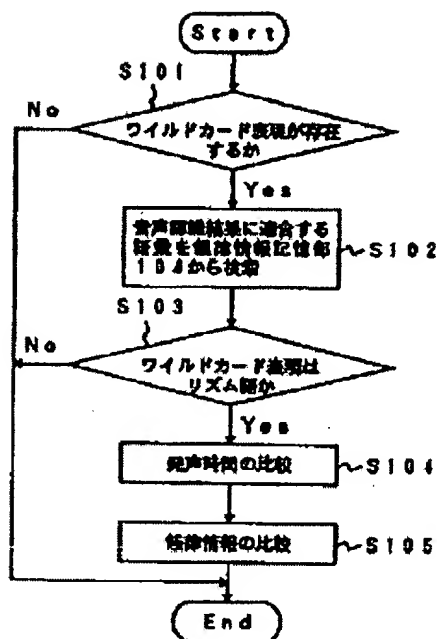 Start
S101
No
ワイルドカード表現が存在
するか
Yes
音声認識結果に適合する
語彙を韻律情報記憶部
104から検索
S102
S103
No
ワイルドカード表現は
リズム語か
Yes
発声時間の比較
S104
韻律情報の比較
S105
End